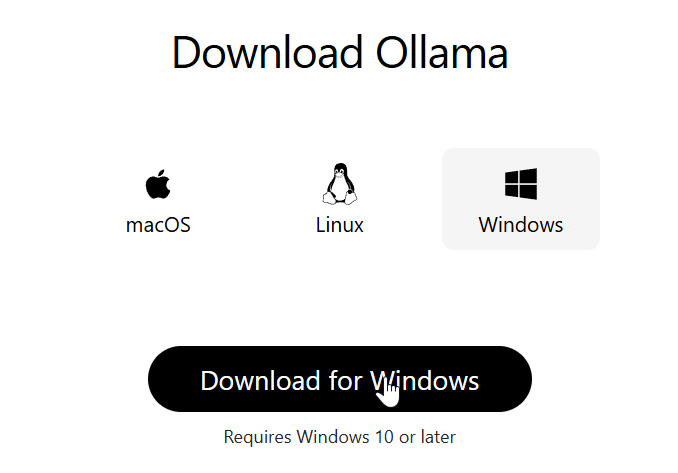 Download Ollama
macOS
Linux
Windows
Download for Windows
Requires Windows 10 or later